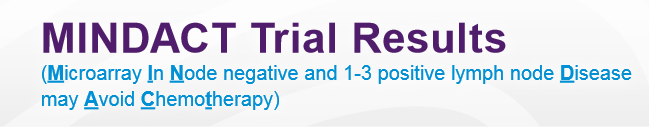 MINDACT Trial Results
(Microarray In Node negative and 1-3 positive lymph node Disease
may Avoid Chemotherapy)